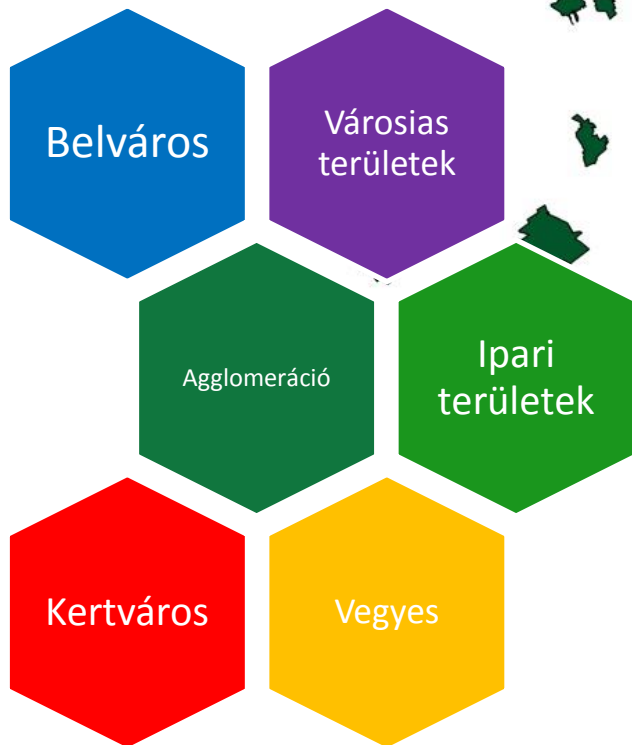 Belváros
Városias
területek
Agglomeráció
Ipari
területek
Kertváros
Vegyes